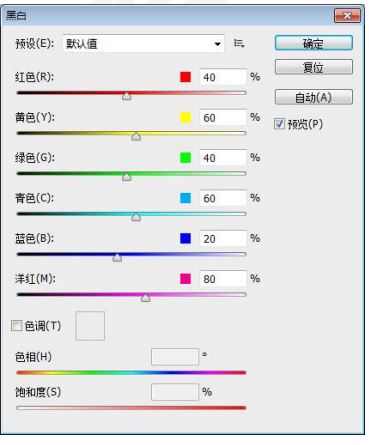 黑白
预设(E): 默认值
确定
红色(R): 40 %
复位
自动(A)
黄色(Y): 60 %
预览(P)
绿色(G): 40 %
青色(C): 60 %
蓝色(B): 20 %
洋红(M): 80 %
色调(T)
色相(H) °
饱和度(S) %